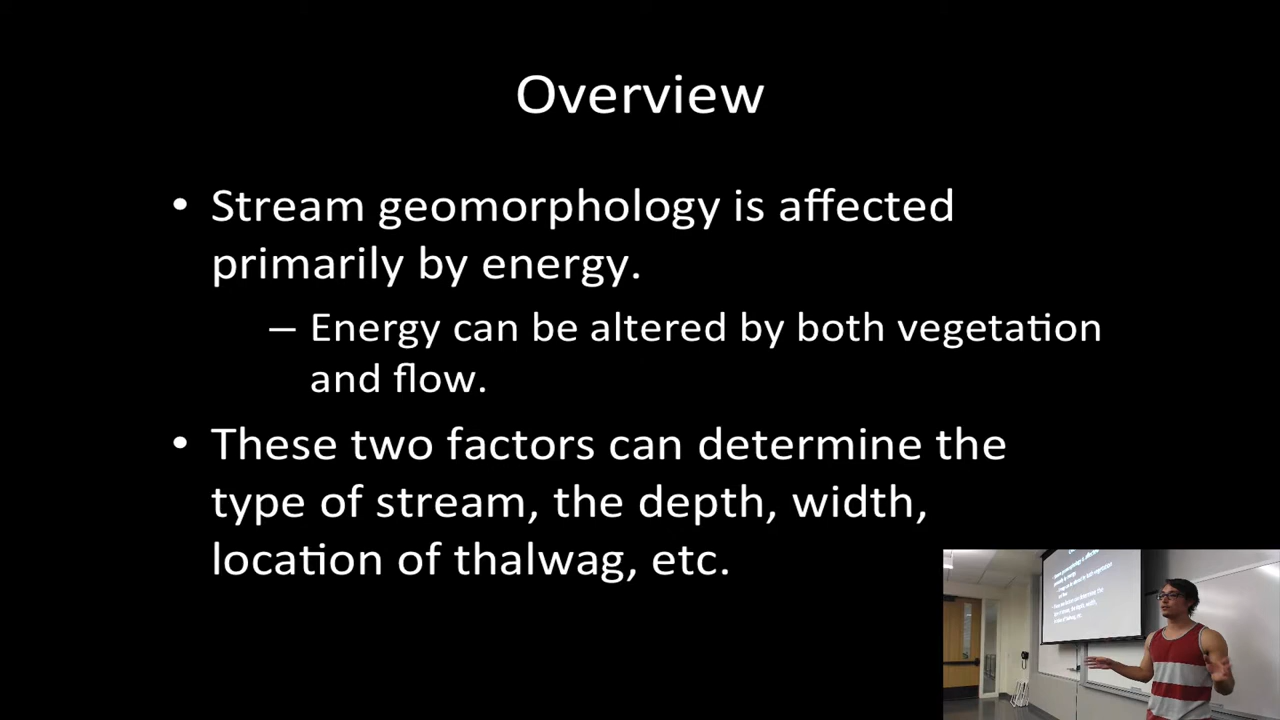 Overview
• Stream geomorphology is affected
primarily by energy.
– Energy can be altered by both vegetation
and flow.
• These two factors can determine the
type of stream, the depth, width,
location of thalwag, etc.